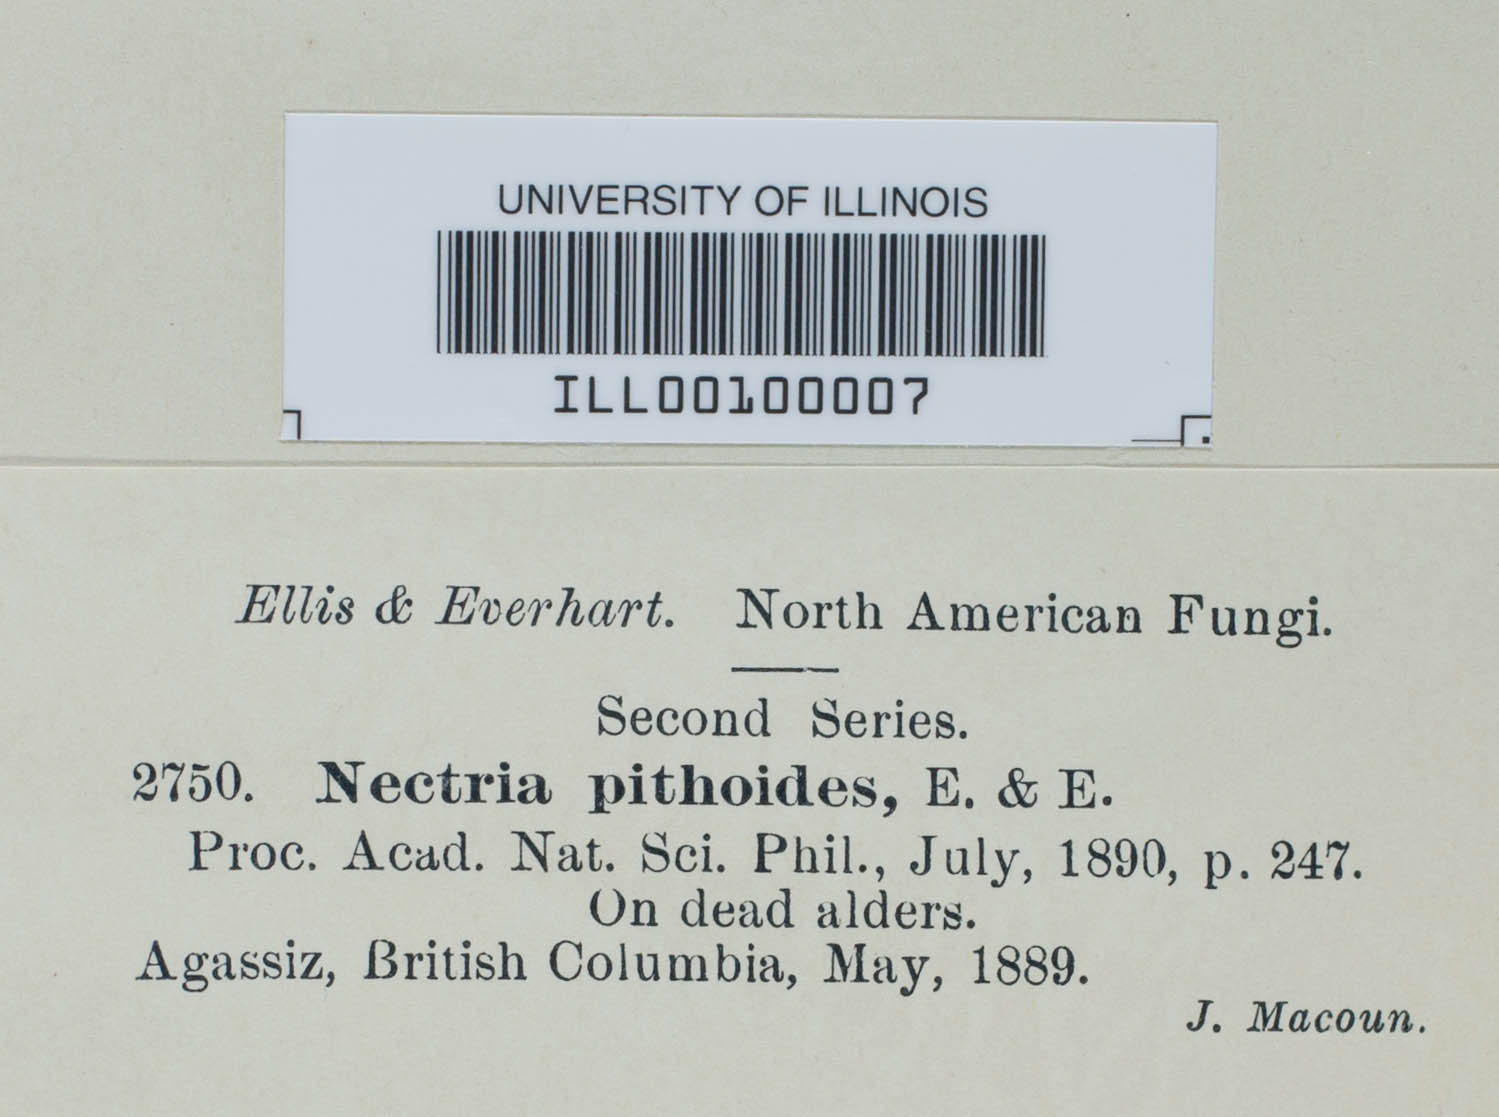 UNIVERSITY OF ILLINOIS
ILL00100007
Ellis & Everhart. North American Fungi.
Second Series.
2750. Nectria pithoides, E. & E.
Proc. Acad. Nat. Sci. Phil., July, 1890, p. 247.
On dead alders.
Agassiz, British Columbia, May, 1889.
J. Macoun.